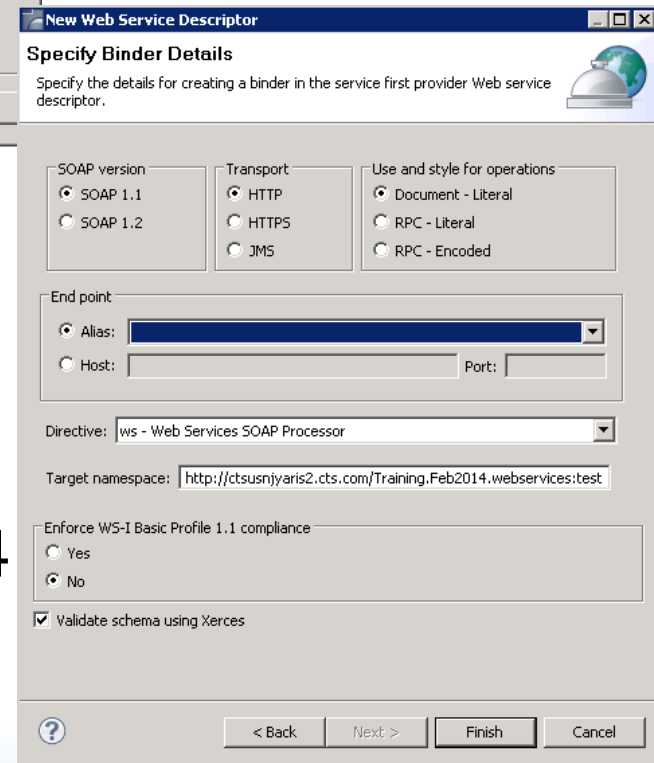 New Web Service Descriptor
Specify Binder Details
Specify the details for creating a binder in the service first provider Web service
descriptor.
SOAP version
SOAP 1.1
SOAP 1.2
Transport
HTTP
HTTPS
JMS
Use and style for operations
Document - Literal
RPC - Literal
RPC - Encoded
End point
Alias:
Host:
Port:
Directive: ws - Web Services SOAP Processor
Target namespace: http://ctsusnjyaris2.cts.com/Training.Feb2014.webservices:test
Enforce WS-I Basic Profile 1.1 compliance
Yes
No
Validate schema using Xerces
? < Back Next > Finish Cancel